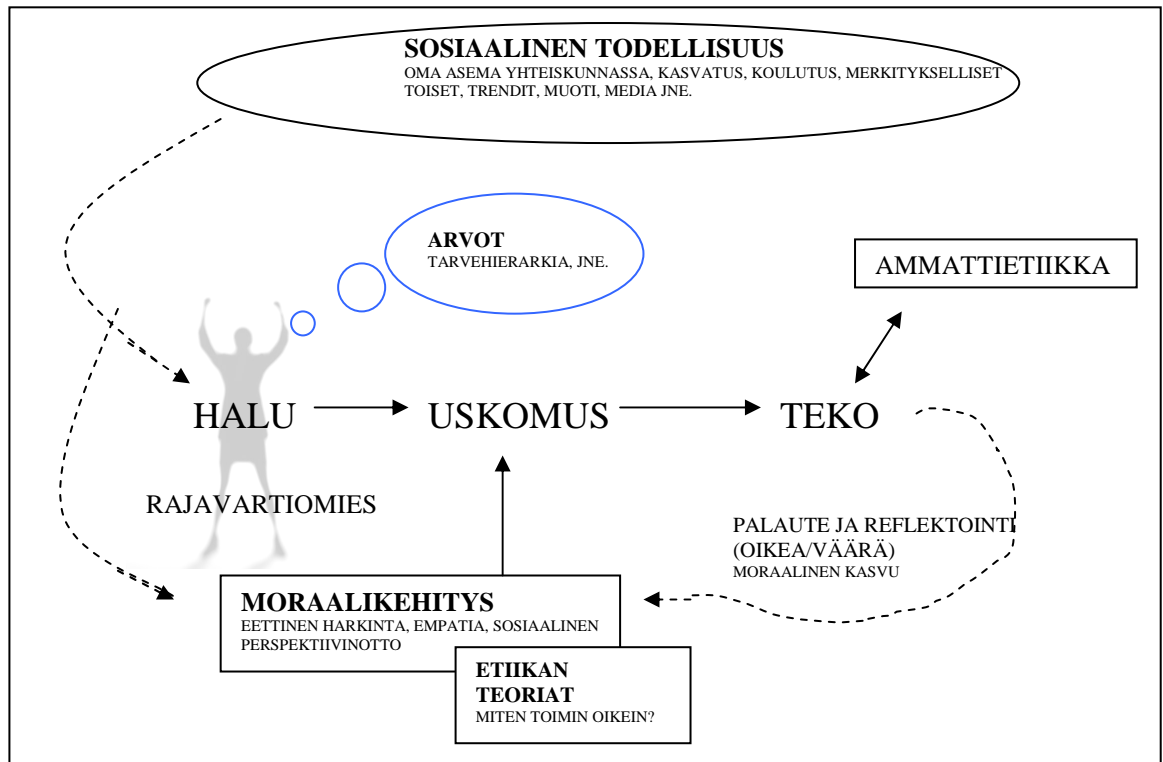 SOSIAALINEN TODELLISUUS
OMA ASEMA YHTEISKUNNASSA, KASVATUS, KOULUTUS, MERKITYKSELLISET
TOISET, TRENDIT, MUOTI, MEDIA JNE.
ARVOT
TARVEHIERARKIA, JNE.
AMMATTIETIIKKA
HALU
USKOMUS
TEKO
RAJAVARTIOMIES
PALAUTE JA REFLEKTOINTI
(OIKEA/VÄÄRÄ)
MORAALINEN KASVU
MORAALIKEHITYS
EETTINEN HARKINTA, EMPATIA, SOSIAALINEN
PERSPEKTIIVINOTTO
ETIIKAN
TEORIAT
MITEN TOIMIN OIKEIN?